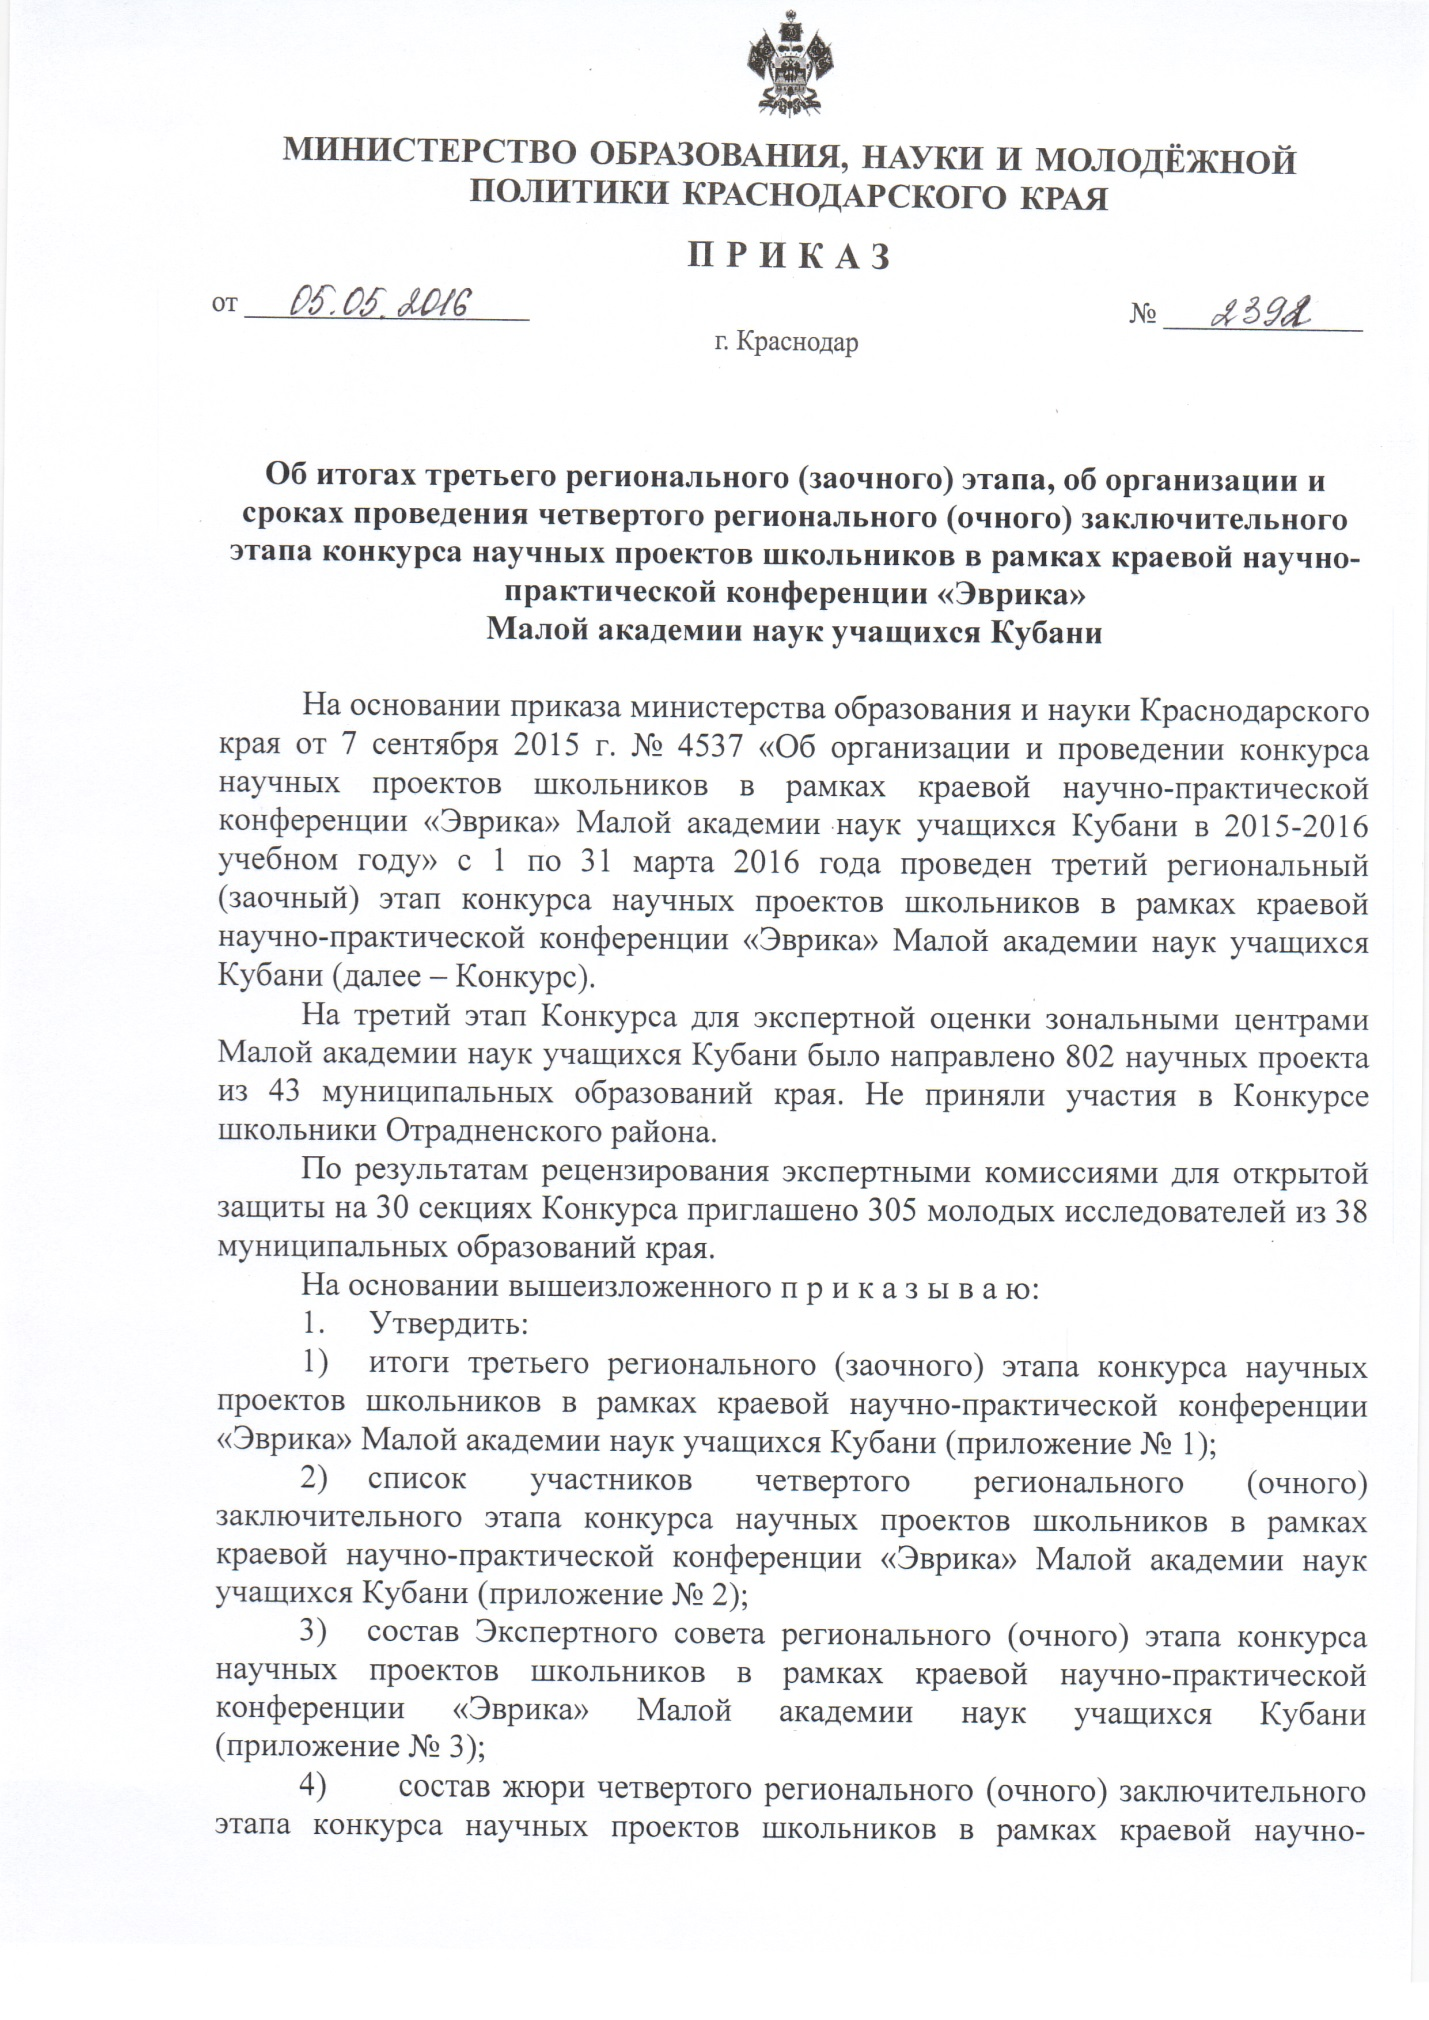 МИНИСТЕРСТВО ОБРАЗОВАНИЯ, НАУКИ И МОЛОДЁЖНОЙ
ПОЛИТИКИ КРАСНОДАРСКОГО КРАЯ
П Р И К А З
от 05.05.2016 № 2392
г. Краснодар
Об итогах третьего регионального (заочного) этапа, об организации и
сроках проведения четвертого регионального (очного) заключительного
этапа конкурса научных проектов школьников в рамках краевой научно-
практической конференции «Эврика»
Малой академии наук учащихся Кубани
На основании приказа министерства образования и науки Краснодарского
края от 7 сентября 2015 г. № 4537 «Об организации и проведении конкурса
научных проектов школьников в рамках краевой научно-практической
конференции «Эврика» Малой академии наук учащихся Кубани в 2015-2016
учебном году» с 1 по 31 марта 2016 года проведен третий региональный
(заочный) этап конкурса научных проектов школьников в рамках краевой
научно-практической конференции «Эврика» Малой академии наук учащихся
Кубани (далее – Конкурс).
На третий этап Конкурса для экспертной оценки зональными центрами
Малой академии наук учащихся Кубани было направлено 802 научных проекта
из 43 муниципальных образований края. Не приняли участия в Конкурсе
школьники Отрадненского района.
По результатам рецензирования экспертными комиссиями для открытой
защиты на 30 секциях Конкурса приглашено 305 молодых исследователей из 38
муниципальных образований края.
На основании вышеизложенного п р и к а з ы в а ю:
1. Утвердить:
1) итоги третьего регионального (заочного) этапа конкурса научных
проектов школьников в рамках краевой научно-практической конференции
«Эврика» Малой академии наук учащихся Кубани (приложение № 1);
2) список участников четвертого регионального (очного)
заключительного этапа конкурса научных проектов школьников в рамках
краевой научно-практической конференции «Эврика» Малой академии наук
учащихся Кубани (приложение № 2);
3) состав Экспертного совета регионального (очного) этапа конкурса
научных проектов школьников в рамках краевой научно-практической
конференции «Эврика» Малой академии наук учащихся Кубани
(приложение № 3);
4) состав жюри четвертого регионального (очного) заключительного
этапа конкурса научных проектов школьников в рамках краевой научно-